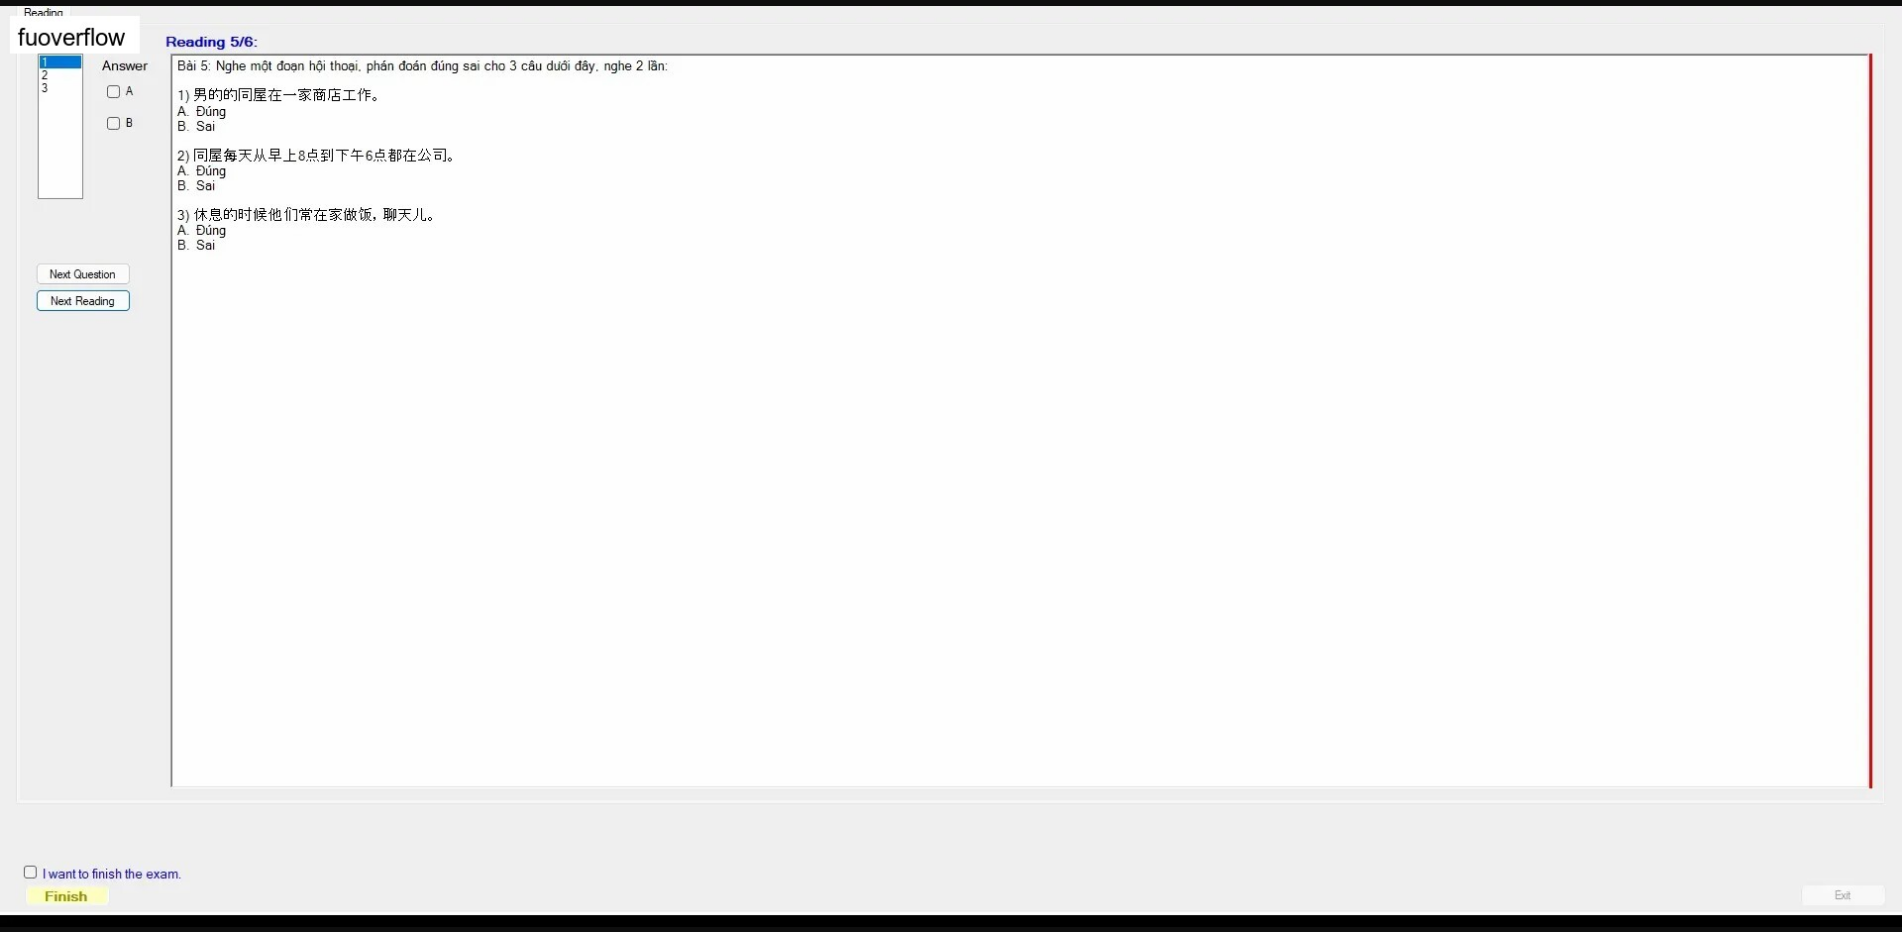 Reading
fuoverflow
Reading 5/6:
1
2
3
Answer
A
B
Next Question
Next Reading
Bài 5: Nghe một đoạn hội thoại, phán đoán đúng sai cho 3 câu dưới đây, nghe 2 lần:
1) 男的的同屋在一家商店工作。
A. Đúng
B. Sai
2) 同屋每天从早上8点到下午6点都在公司。
A. Đúng
B. Sai
3) 休息的时候他们常在家做饭, 聊天儿。
A. Đúng
B. Sai
I want to finish the exam.
Finish
Exit